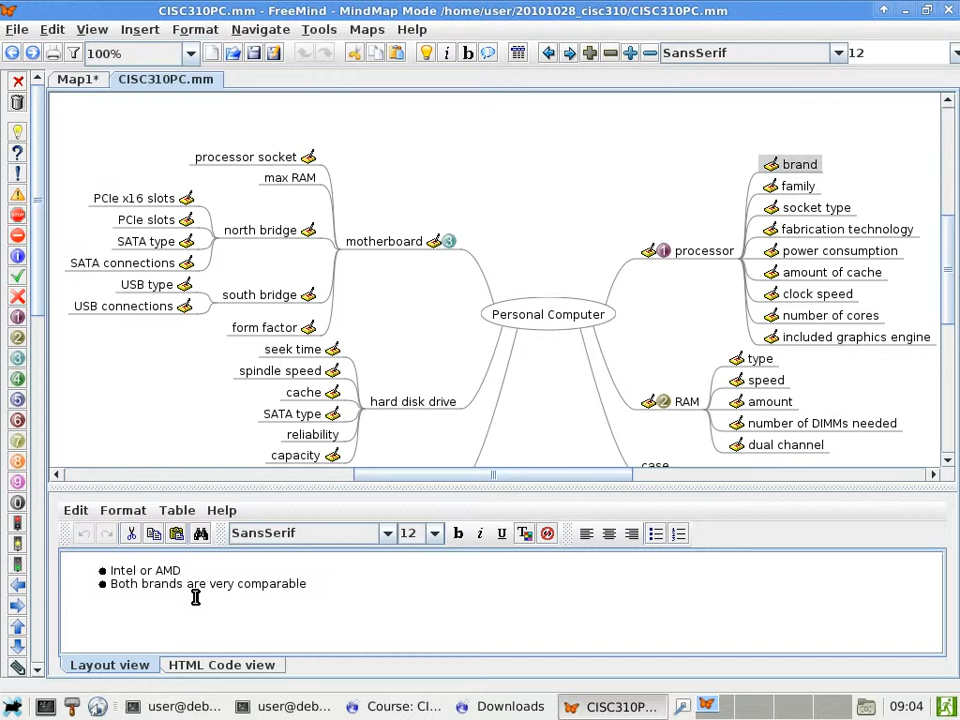 CISC310PC.mm - FreeMind - MindMap Mode /home/user/20101028_cisc310/CISC310PC.mm
File Edit View Insert Format Navigate Tools Maps Help
100% SansSerif 12
Map1* CISC310PC.mm
processor socket
max RAM
PCIe x16 slots
PCIe slots
north bridge
SATA type
SATA connections
USB type
south bridge
USB connections
form factor
motherboard 3
seek time
spindle speed
cache
SATA type
reliability
capacity
hard disk drive
Personal Computer
1 processor
brand
family
socket type
fabrication technology
power consumption
amount of cache
clock speed
number of cores
included graphics engine
2 RAM
type
speed
amount
number of DIMMs needed
dual channel
case
Edit Format Table Help
SansSerif 12 b i U
Intel or AMD
Both brands are very comparable
Layout view HTML Code view
user@deb... user@deb... Course: CI... Downloads CISC310P... 09:04